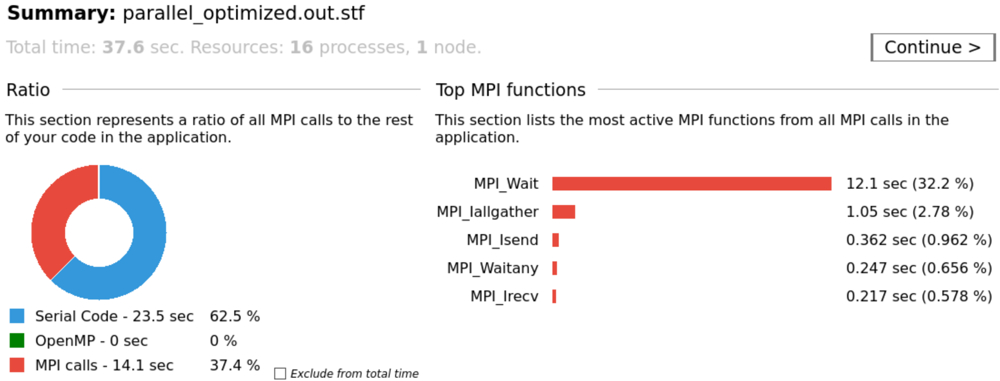 Summary: parallel_optimized.out.stf
Total time: 37.6 sec. Resources: 16 processes, 1 node.
Continue >
Ratio
This section represents a ratio of all MPI calls to the rest
of your code in the application.
Serial Code - 23.5 sec 62.5 %
OpenMP - 0 sec 0 %
MPI calls - 14.1 sec 37.4 %
Exclude from total time
Top MPI functions
This section lists the most active MPI functions from all MPI calls in the
application.
MPI_Wait 12.1 sec (32.2 %)
MPI_Iallgather 1.05 sec (2.78 %)
MPI_Isend 0.362 sec (0.962 %)
MPI_Waitany 0.247 sec (0.656 %)
MPI_Irecv 0.217 sec (0.578 %)